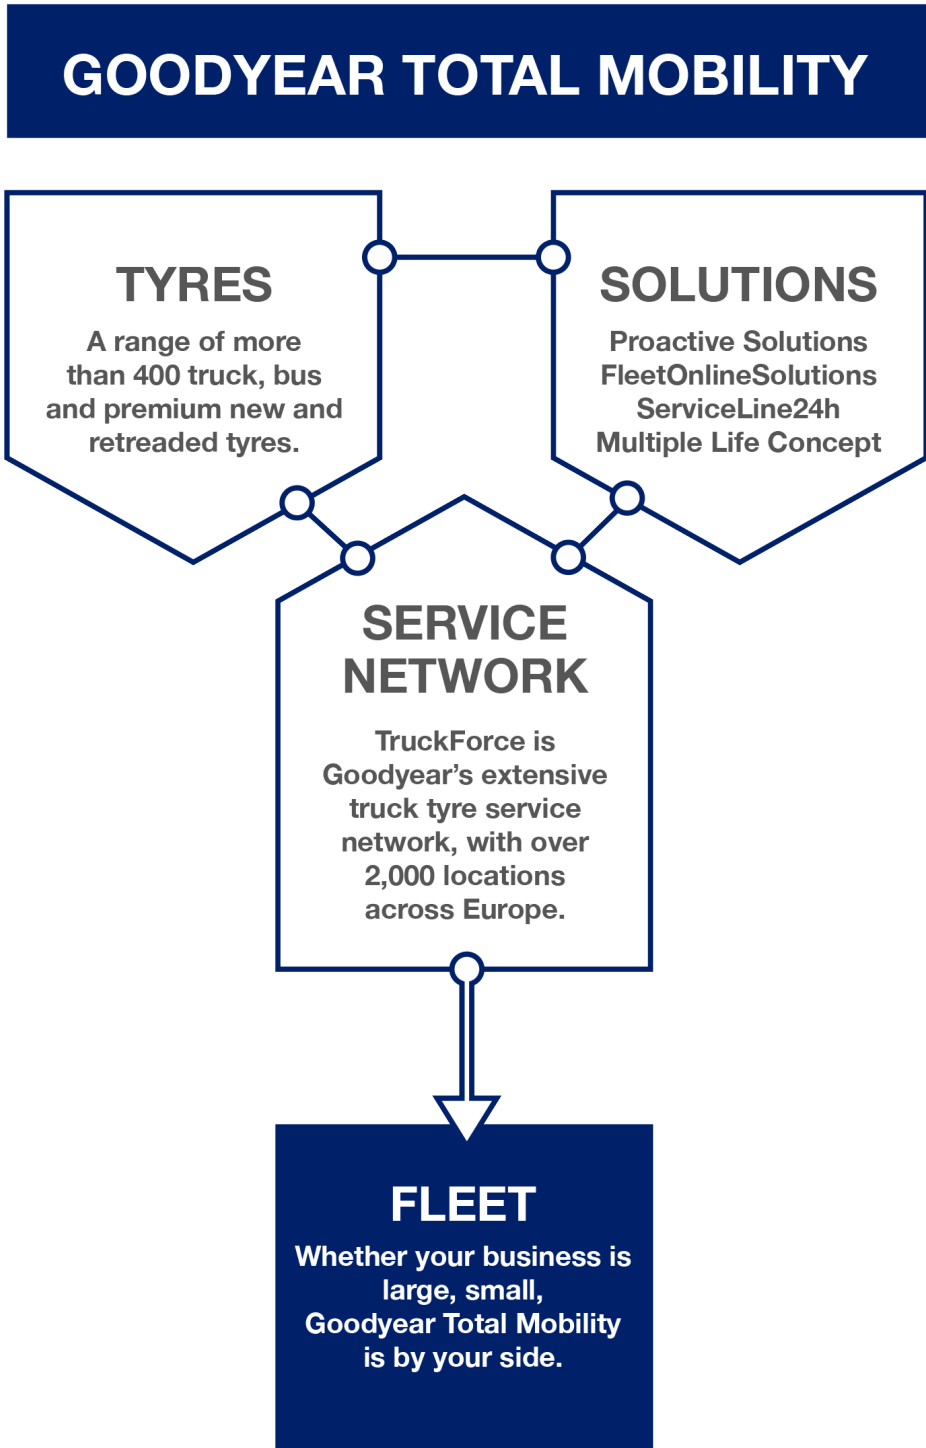 GOODYEAR TOTAL MOBILITY
TYRES
A range of more
than 400 truck, bus
and premium new and
retreaded tyres.
SOLUTIONS
Proactive Solutions
FleetOnlineSolutions
ServiceLine24h
Multiple Life Concept
SERVICE
NETWORK
TruckForce is
Goodyear’s extensive
truck tyre service
network, with over
2,000 locations
across Europe.
FLEET
Whether your business is
large, small,
Goodyear Total Mobility
is by your side.